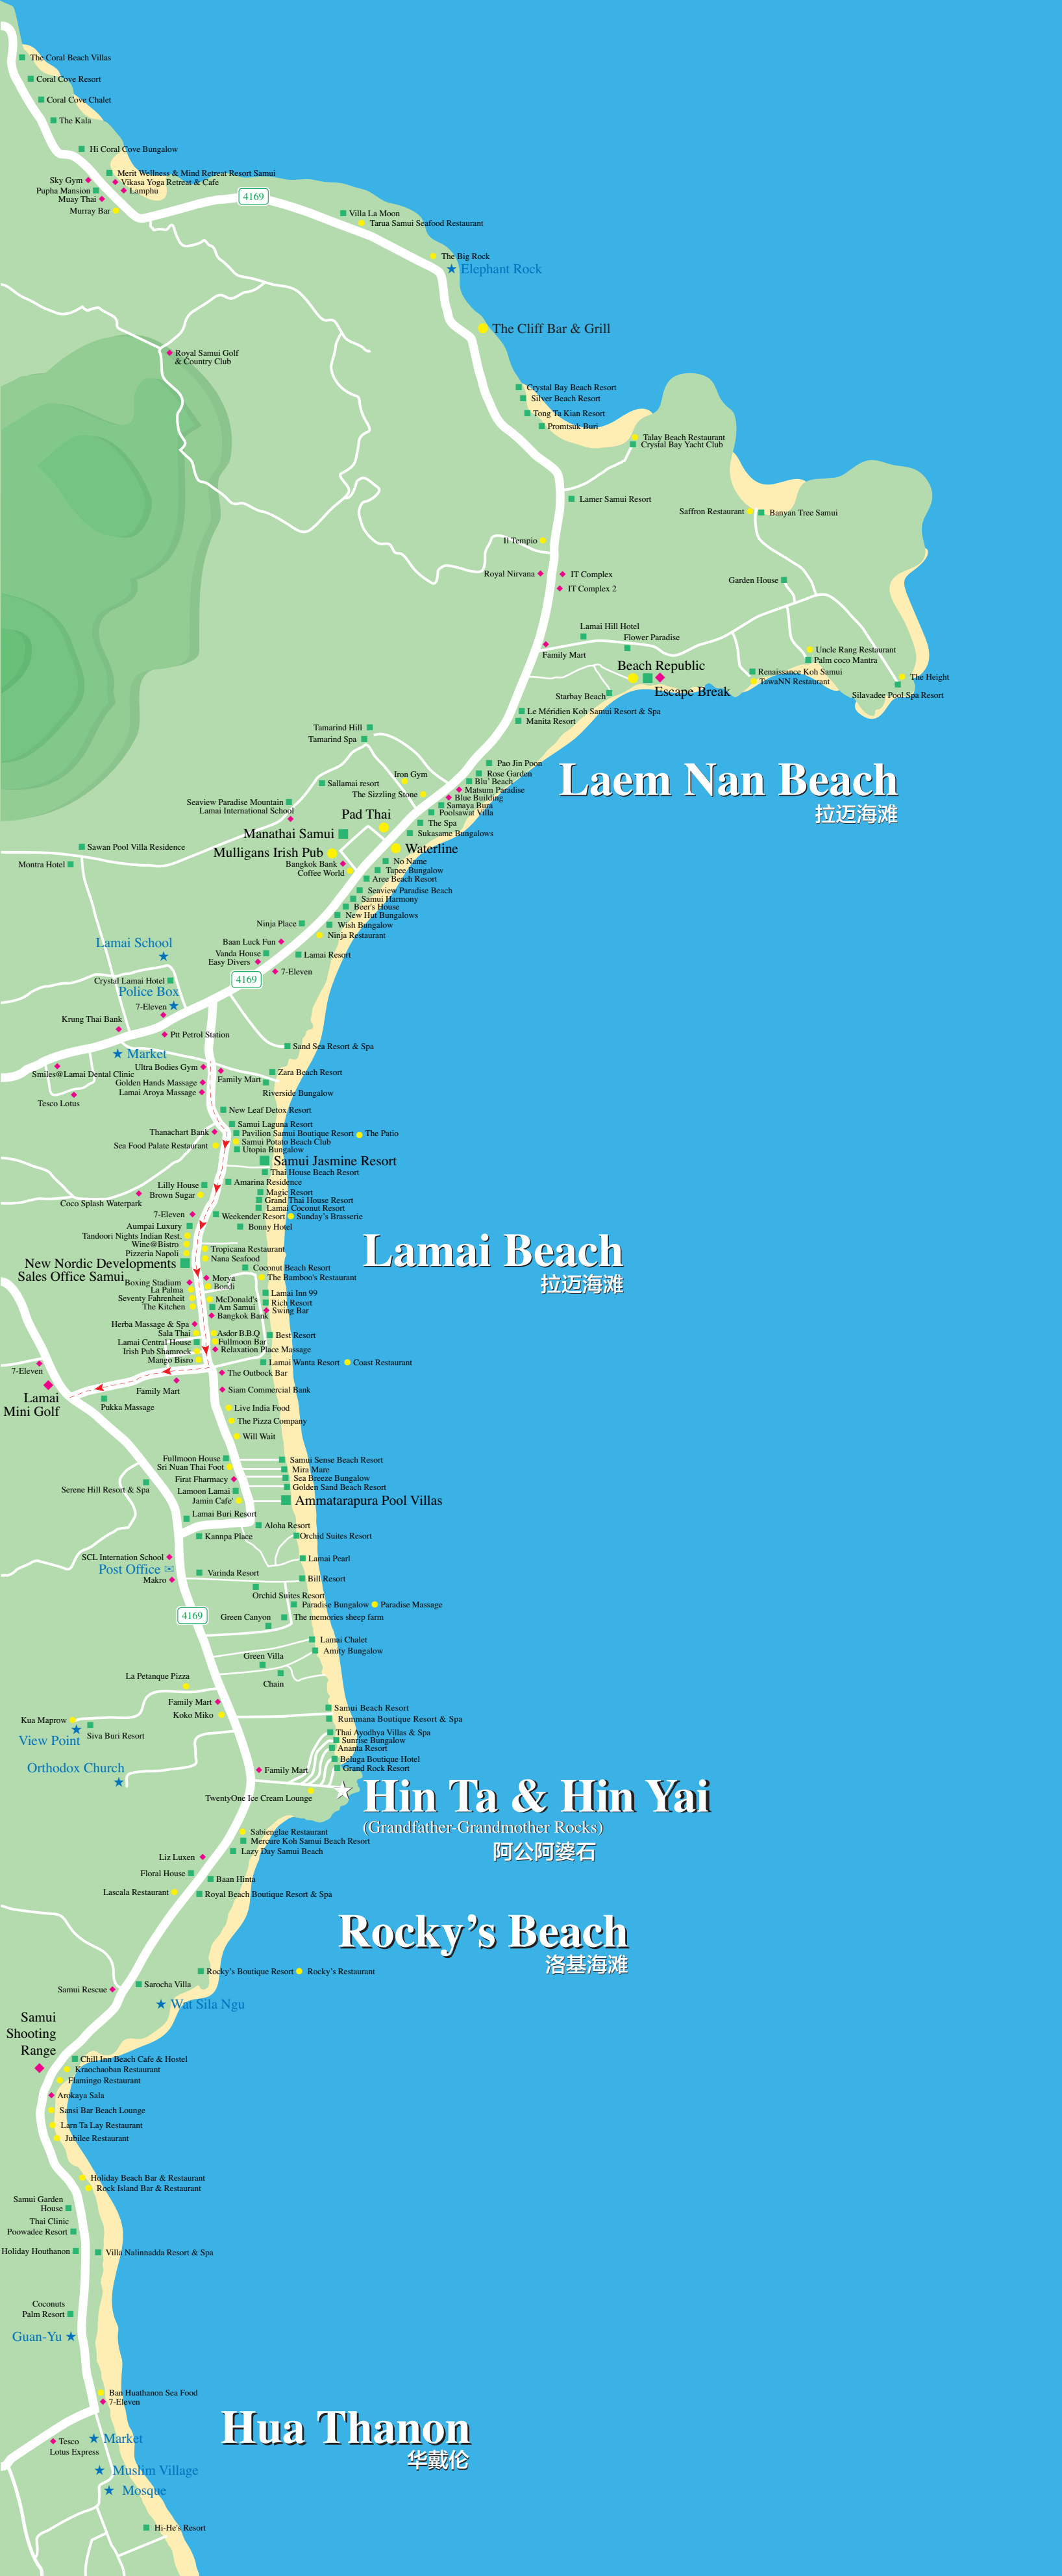 The Coral Beach Villas
Coral Cove Resort
Coral Cove Chalet
The Kala
Hi Coral Cove Bungalow
Merit Wellness & Mind Retreat Resort Samui
Sky Gym
Vikasa Yoga Retreat & Cafe
Pupha Mansion
Lamphu
Muay Thai
Murray Bar
4169
Villa La Moon
Tarua Samui Seafood Restaurant
The Big Rock
Elephant Rock
The Cliff Bar & Grill
Royal Samui Golf
& Country Club
Crystal Bay Beach Resort
Silver Beach Resort
Tong Ta Kian Resort
Promtsuk Buri
Talay Beach Restaurant
Crystal Bay Yacht Club
Lamer Samui Resort
Saffron Restaurant
Banyan Tree Samui
Il Tempio
Royal Nirvana
IT Complex
IT Complex 2
Garden House
Lamai Hill Hotel
Flower Paradise
Family Mart
Uncle Rang Restaurant
Palm coco Mantra
Beach Republic
Renaissance Koh Samui
TawaNN Restaurant
The Height
Escape Break
Starbay Beach
Silavadee Pool Spa Resort
Le Méridien Koh Samui Resort & Spa
Manita Resort
Tamarind Hill
Tamarind Spa
Laem Nan Beach
拉迈海滩
Pao Jin Poon
Rose Garden
Iron Gym
Blu' Beach
Sallamai resort
Matsum Paradise
The Sizzling Stone
Blue Building
Seaview Paradise Mountain
Samaya Bura
Lamai International School
Poolsawat Villa
Pad Thai
The Spa
Manathai Samui
Sukasame Bungalows
Sawan Pool Villa Residence
Mulligans Irish Pub
Waterline
Montra Hotel
Bangkok Bank
No Name
Coffee World
Tapee Bungalow
Aree Beach Resort
Seaview Paradise Beach
Samui Harmony
Beer's House
New Hut Bungalows
Ninja Place
Wish Bungalow
Ninja Restaurant
Lamai School
Baan Luck Fun
Vanda House
Lamai Resort
Easy Divers
7-Eleven
Crystal Lamai Hotel
4169
Police Box
7-Eleven
Krung Thai Bank
Ptt Petrol Station
Market
Sand Sea Resort & Spa
Ultra Bodies Gym
Smiles@Lamai Dental Clinic
Zara Beach Resort
Family Mart
Golden Hands Massage
Lamai Aroya Massage
Riverside Bungalow
Tesco Lotus
New Leaf Detox Resort
Samui Laguna Resort
Thanachart Bank
Pavilion Samui Boutique Resort
The Patio
Sea Food Palate Restaurant
Samui Potato Beach Club
Utopia Bungalow
Samui Jasmine Resort
Thai House Beach Resort
Lilly House
Amarina Residence
Brown Sugar
Magic Resort
Coco Splash Waterpark
Grand Thai House Resort
Lamai Coconut Resort
7-Eleven
Weekender Resort
Sunday's Brasserie
Aumpai Luxury
Bonny Hotel
Tandoori Nights Indian Rest.
Wine@Bistro
Tropicana Restaurant
Pizzeria Napoli
Nana Seafood
Lamai Beach
拉迈海滩
New Nordic Developments
Sales Office Samui
Coconut Beach Resort
Morya
The Bamboo's Restaurant
Boxing Stadium
Bondi
La Palma
Lamai Inn 99
Seventy Fahrenheit
McDonald's
Rich Resort
The Kitchen
Am Samui
Swing Bar
Bangkok Bank
Herba Massage & Spa
Sala Thai
Asdor B.B.Q
Best Resort
Lamai Central House
Fullmoon Bar
Irish Pub Shamrock
Relaxation Place Massage
Mango Bisro
Lamai Wanta Resort
Coast Restaurant
7-Eleven
The Outbock Bar
Lamai
Mini Golf
Family Mart
Siam Commercial Bank
Pukka Massage
Live India Food
The Pizza Company
Will Wait
Fullmoon House
Samui Sense Beach Resort
Sri Nuan Thai Foot
Mira Mare
Firat Fharmacy
Sea Breeze Bungalow
Serene Hill Resort & Spa
Lamoon Lamai
Golden Sand Beach Resort
Jamin Cafe'
Ammatarapura Pool Villas
Lamai Buri Resort
Aloha Resort
Kannpa Place
Orchid Suites Resort
SCL Internation School
Lamai Pearl
Post Office
Makro
Varinda Resort
Bill Resort
Orchid Suites Resort
Paradise Bungalow
Paradise Massage
4169
Green Canyon
The memories sheep farm
Lamai Chalet
Amity Bungalow
Green Villa
Chain
La Petanque Pizza
Family Mart
Samui Beach Resort
Koko Miko
Rummana Boutique Resort & Spa
Kua Maprow
Siva Buri Resort
View Point
Thai Ayodhya Villas & Spa
Sunrise Bungalow
Ananta Resort
Beluga Boutique Hotel
Orthodox Church
Family Mart
Grand Rock Resort
TwentyOne Ice Cream Lounge
Hin Ta & Hin Yai
(Grandfather-Grandmother Rocks)
阿公阿婆石
Sabienglae Restaurant
Mercure Koh Samui Beach Resort
Lazy Day Samui Beach
Liz Luxen
Floral House
Baan Hinta
Lascala Restaurant
Royal Beach Boutique Resort & Spa
Rocky's Beach
洛基海滩
Rocky's Boutique Resort
Rocky's Restaurant
Samui Rescue
Sarocha Villa
Wat Sila Ngu
Samui
Shooting
Range
Chill Inn Beach Cafe & Hostel
Kraochaoban Restaurant
Flamingo Restaurant
Arokaya Sala
Sansi Bar Beach Lounge
Larn Ta Lay Restaurant
Jubilee Restaurant
Holiday Beach Bar & Restaurant
Rock Island Bar & Restaurant
Samui Garden
House
Thai Clinic
Poowadee Resort
Holiday Houthanon
Villa Nalinnadda Resort & Spa
Coconuts
Palm Resort
Guan-Yu
Ban Huathanon Sea Food
7-Eleven
Hua Thanon
华戴伦
Market
Tesco
Lotus Express
Muslim Village
Mosque
Hi-He's Resort